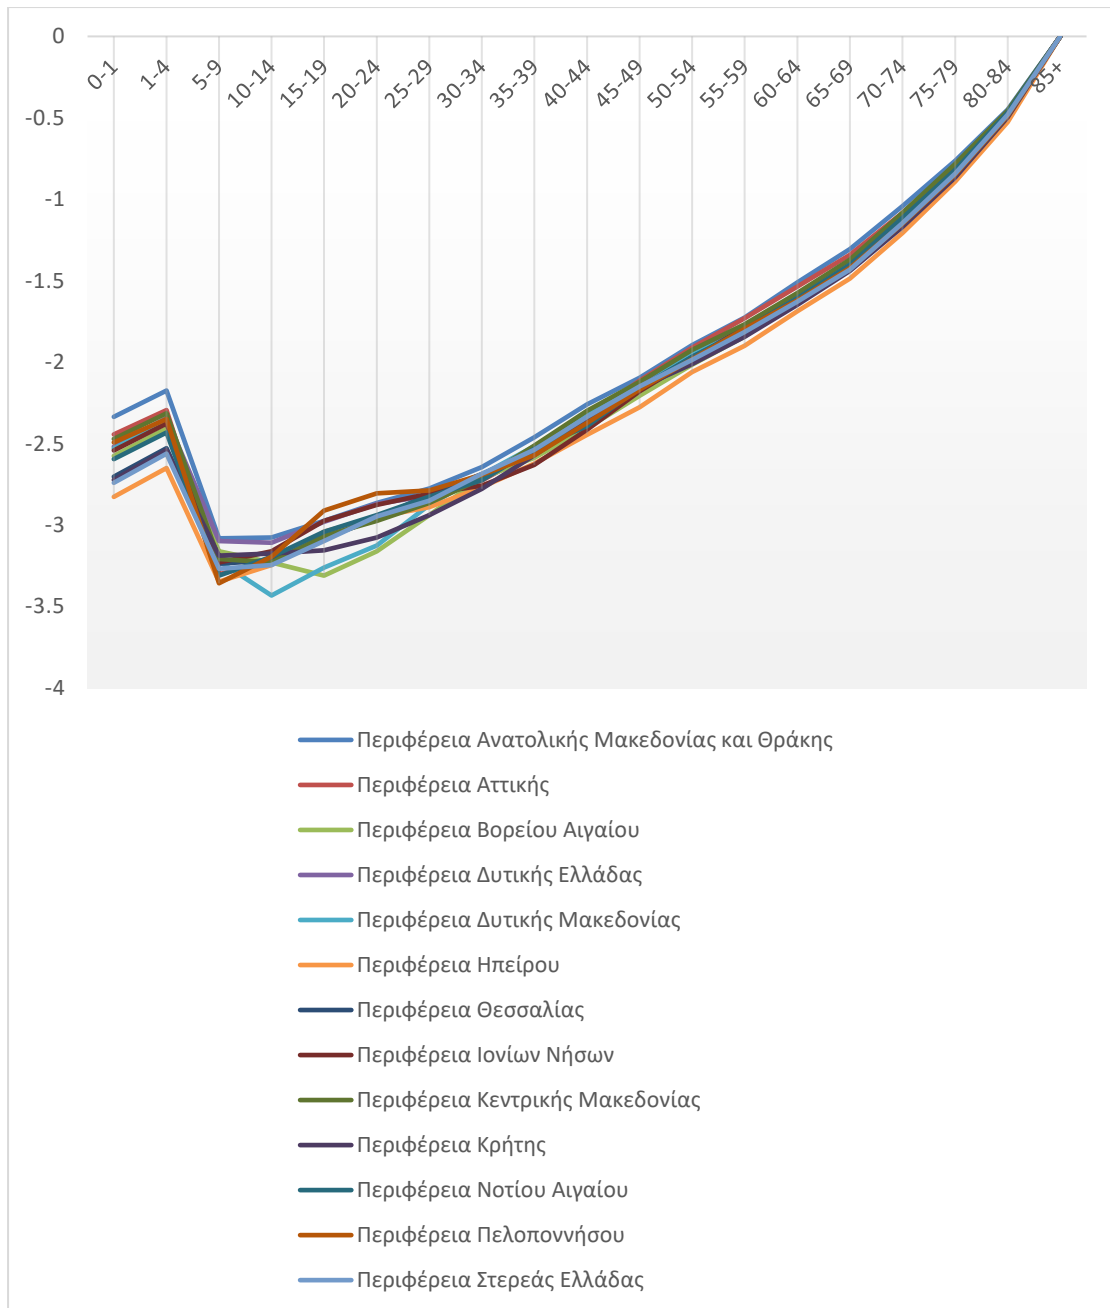 0
-0.5
-1
-1.5
-2
-2.5
-3
-3.5
-4
0-1
1-4
5-9
10-14
15-19
20-24
25-29
30-34
35-39
40-44
45-49
50-54
55-59
60-64
65-69
70-74
75-79
80-84
85+
Περιφέρεια Ανατολικής Μακεδονίας και Θράκης
Περιφέρεια Αττικής
Περιφέρεια Βορείου Αιγαίου
Περιφέρεια Δυτικής Ελλάδας
Περιφέρεια Δυτικής Μακεδονίας
Περιφέρεια Ηπείρου
Περιφέρεια Θεσσαλίας
Περιφέρεια Ιονίων Νήσων
Περιφέρεια Κεντρικής Μακεδονίας
Περιφέρεια Κρήτης
Περιφέρεια Νοτίου Αιγαίου
Περιφέρεια Πελοποννήσου
Περιφέρεια Στερεάς Ελλάδας